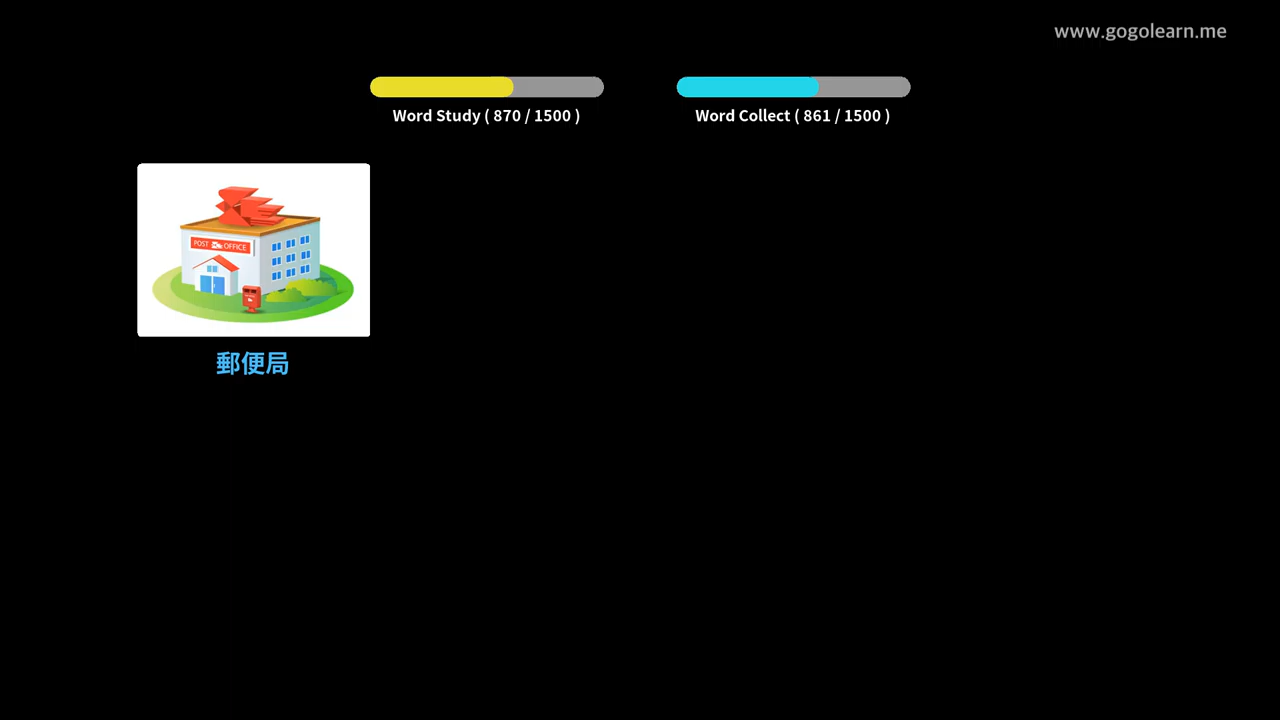 www.gogolearn.me
Word Study ( 870 / 1500 )
Word Collect ( 861 / 1500 )
POST OFFICE
郵便局